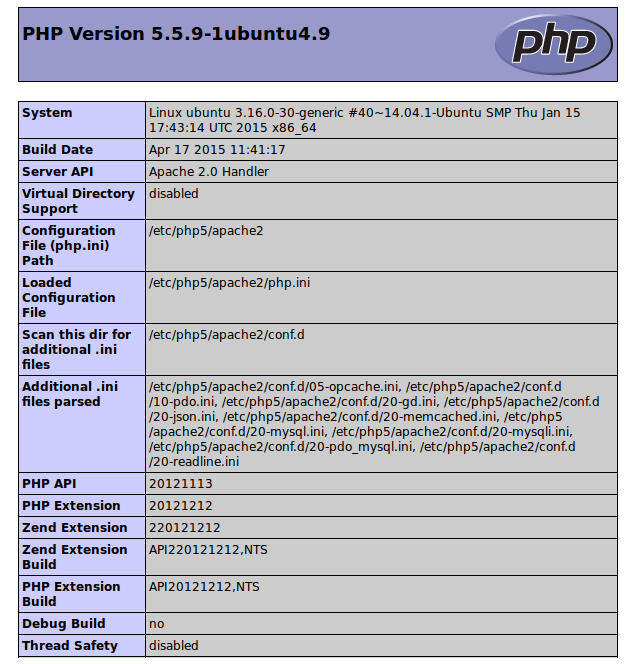 PHP Version 5.5.9-1ubuntu4.9
php
System
Linux ubuntu 3.16.0-30-generic #40~14.04.1-Ubuntu SMP Thu Jan 15
17:43:14 UTC 2015 x86_64
Build Date
Apr 17 2015 11:41:17
Server API
Apache 2.0 Handler
Virtual Directory
Support
disabled
Configuration
File (php.ini)
Path
/etc/php5/apache2
Loaded
Configuration
File
/etc/php5/apache2/php.ini
Scan this dir for
additional .ini
files
/etc/php5/apache2/conf.d
Additional .ini
files parsed
/etc/php5/apache2/conf.d/05-opcache.ini, /etc/php5/apache2/conf.d
/10-pdo.ini, /etc/php5/apache2/conf.d/20-gd.ini, /etc/php5/apache2/conf.d
/20-json.ini, /etc/php5/apache2/conf.d/20-memcached.ini, /etc/php5
/apache2/conf.d/20-mysql.ini, /etc/php5/apache2/conf.d/20-mysqli.ini,
/etc/php5/apache2/conf.d/20-pdo_mysql.ini, /etc/php5/apache2/conf.d
/20-readline.ini
PHP API
20121113
PHP Extension
20121212
Zend Extension
220121212
Zend Extension
Build
API220121212,NTS
PHP Extension
Build
API20121212,NTS
Debug Build
no
Thread Safety
disabled